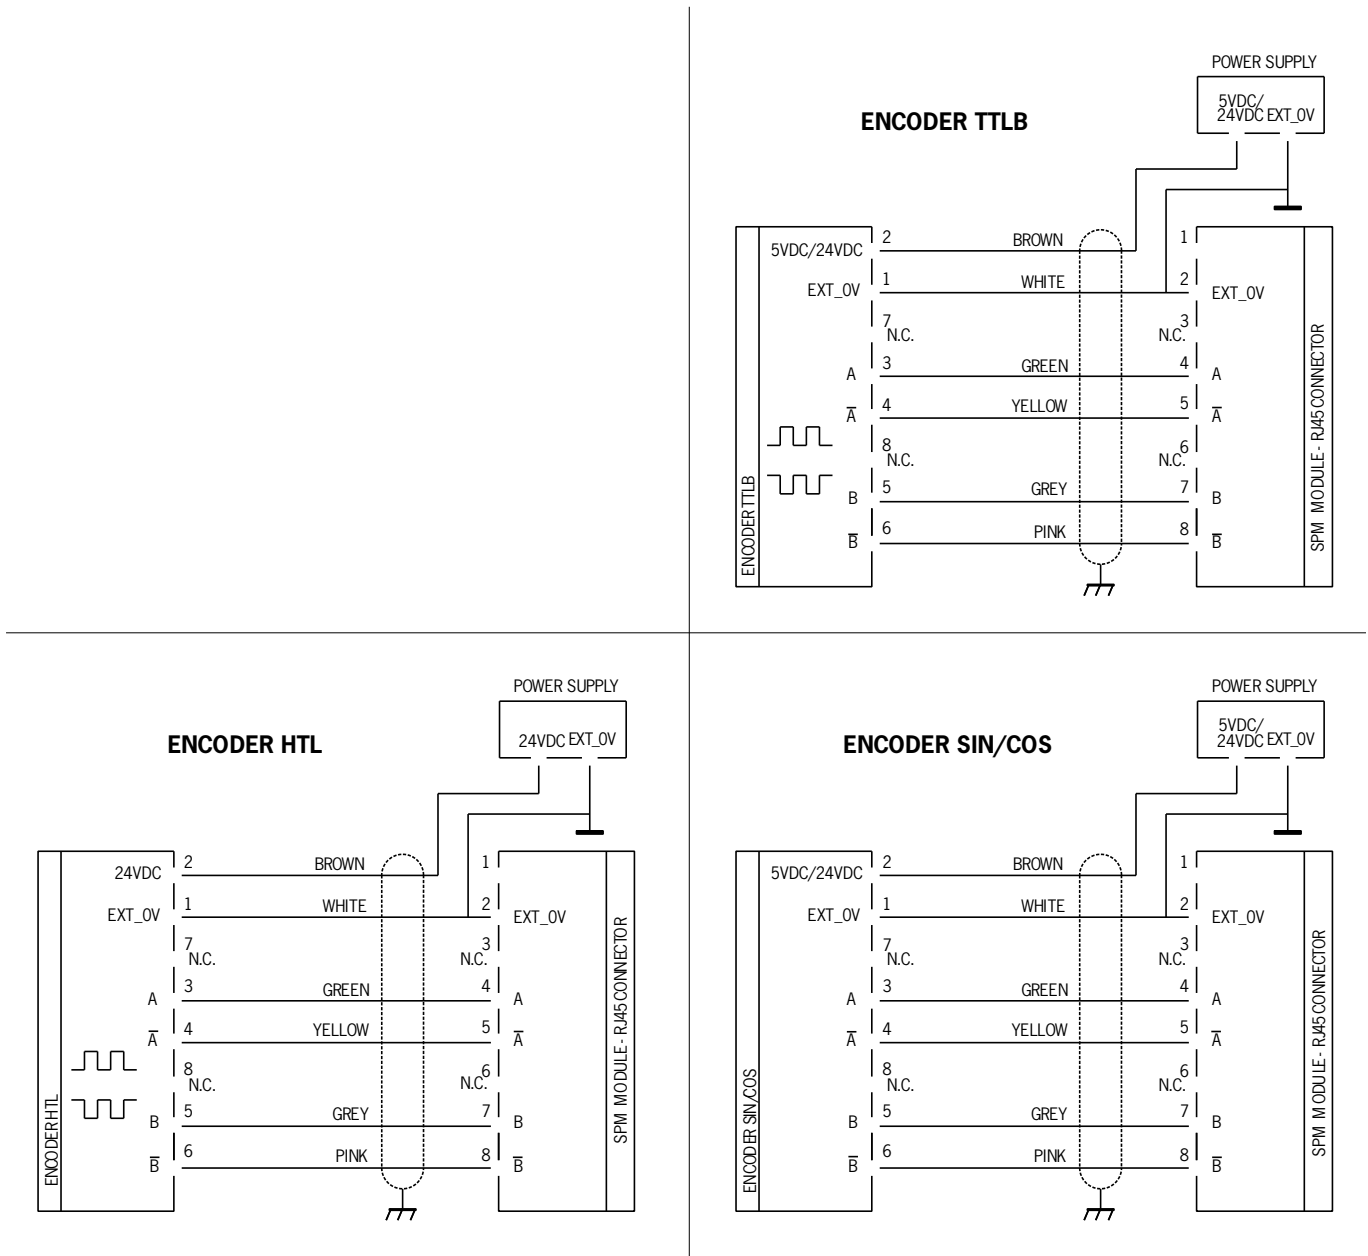 POWER SUPPLY
5VDC/
24VDC EXT_0V
ENCODER TTLB
5VDC/24VDC 2 BROWN 1
EXT_0V 1 WHITE 2 EXT_0V
7 N.C. 3 N.C.
A 3 GREEN 4 A
A̅ 4 YELLOW 5 A̅
8 N.C. 6 N.C.
B 5 GREY 7 B
B̅ 6 PINK 8 B̅
ENCODER TTLB
SPM MODULE - RJ45 CONNECTOR
POWER SUPPLY
24VDC EXT_0V
ENCODER HTL
24VDC 2 BROWN 1
EXT_0V 1 WHITE 2 EXT_0V
7 N.C. 3 N.C.
A 3 GREEN 4 A
A̅ 4 YELLOW 5 A̅
8 N.C. 6 N.C.
B 5 GREY 7 B
B̅ 6 PINK 8 B̅
ENCODER HTL
SPM MODULE - RJ45 CONNECTOR
POWER SUPPLY
5VDC/
24VDC EXT_0V
ENCODER SIN/COS
5VDC/24VDC 2 BROWN 1
EXT_0V 1 WHITE 2 EXT_0V
7 N.C. 3 N.C.
A 3 GREEN 4 A
A̅ 4 YELLOW 5 A̅
8 N.C. 6 N.C.
B 5 GREY 7 B
B̅ 6 PINK 8 B̅
ENCODER SIN/COS
SPM MODULE - RJ45 CONNECTOR